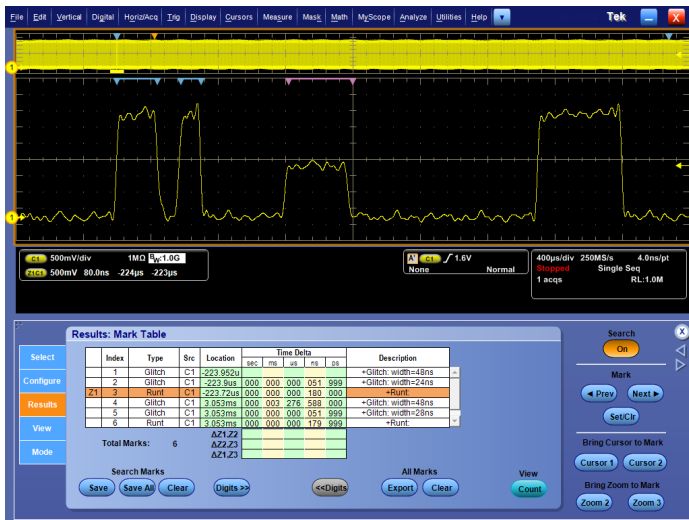 File Edit Vertical Digital Horiz/Acq Trig Display Cursors Measure Mask Math MyScope Analyze Utilities Help Tek X
1
1
C1 500mV/div 1MΩ BW:1.0G
Z1C1 500mV 80.0ns -224µs -223µs
A' C1 1.6V
None Normal
400µs/div 250MS/s 4.0ns/pt
Stopped Single Seq
1 acqs RL:1.0M
Results: Mark Table
Select
Configure
Results
View
Mode
Time Delta
Index Type Src Location sec ms us ns ps Description
1 Glitch C1 -223.952u +Glitch: width=48ns
2 Glitch C1 -223.9us 000 000 000 051 999 +Glitch: width=24ns
Z1 3 Runt C1 -223.72us 000 000 000 180 000 +Runt:
4 Glitch C1 3.053ms 000 003 276 588 000 +Glitch: width=48ns
5 Glitch C1 3.053ms 000 000 000 051 999 +Glitch: width=28ns
6 Runt C1 3.053ms 000 000 000 179 999 +Runt:
Total Marks: 6
ΔZ1.Z2
ΔZ2.Z3
ΔZ1.Z3
Search Marks
Save Save All Clear Digits >> <<Digits
All Marks
Export Clear
View
Count
Search
On
X
Mark
Prev Next
Set/Clr
Bring Cursor to Mark
Cursor 1 Cursor 2
Bring Zoom to Mark
Zoom 2 Zoom 3